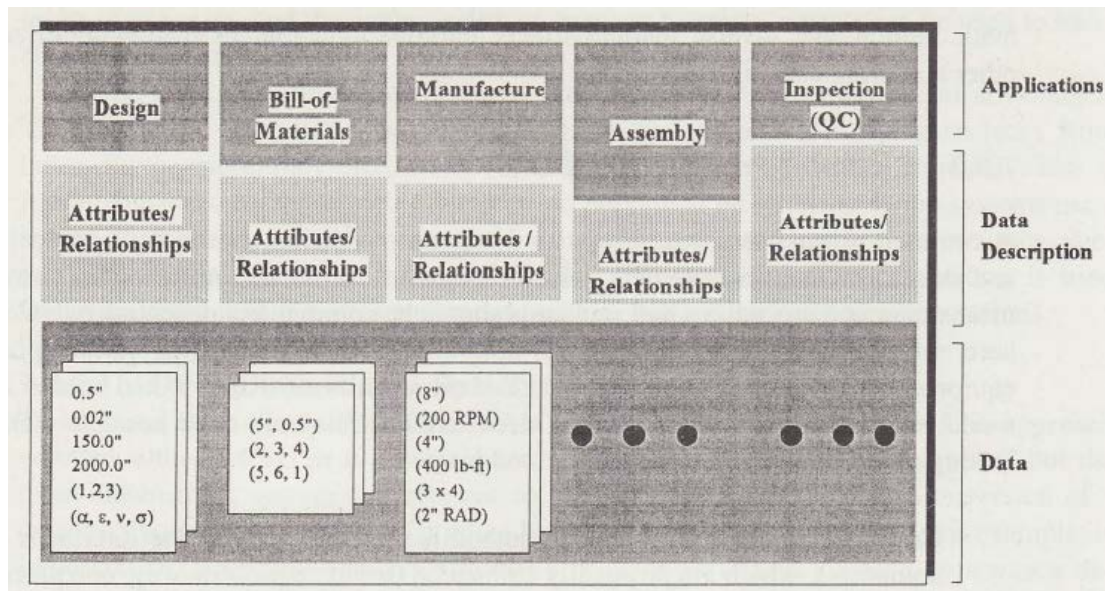 Design
Bill-of-
Materials
Manufacture
Assembly
Inspection
(QC)
Applications
Attributes/
Relationships
Atttibutes/
Relationships
Attributes /
Relationships
Attributes/
Relationships
Attributes/
Relationships
Data
Description
0.5"
0.02"
150.0"
2000.0"
(1,2,3)
(α, ε, ν, σ)
(5", 0.5")
(2, 3, 4)
(5, 6, 1)
(8")
(200 RPM)
(4")
(400 lb-ft)
(3 x 4)
(2" RAD)
Data